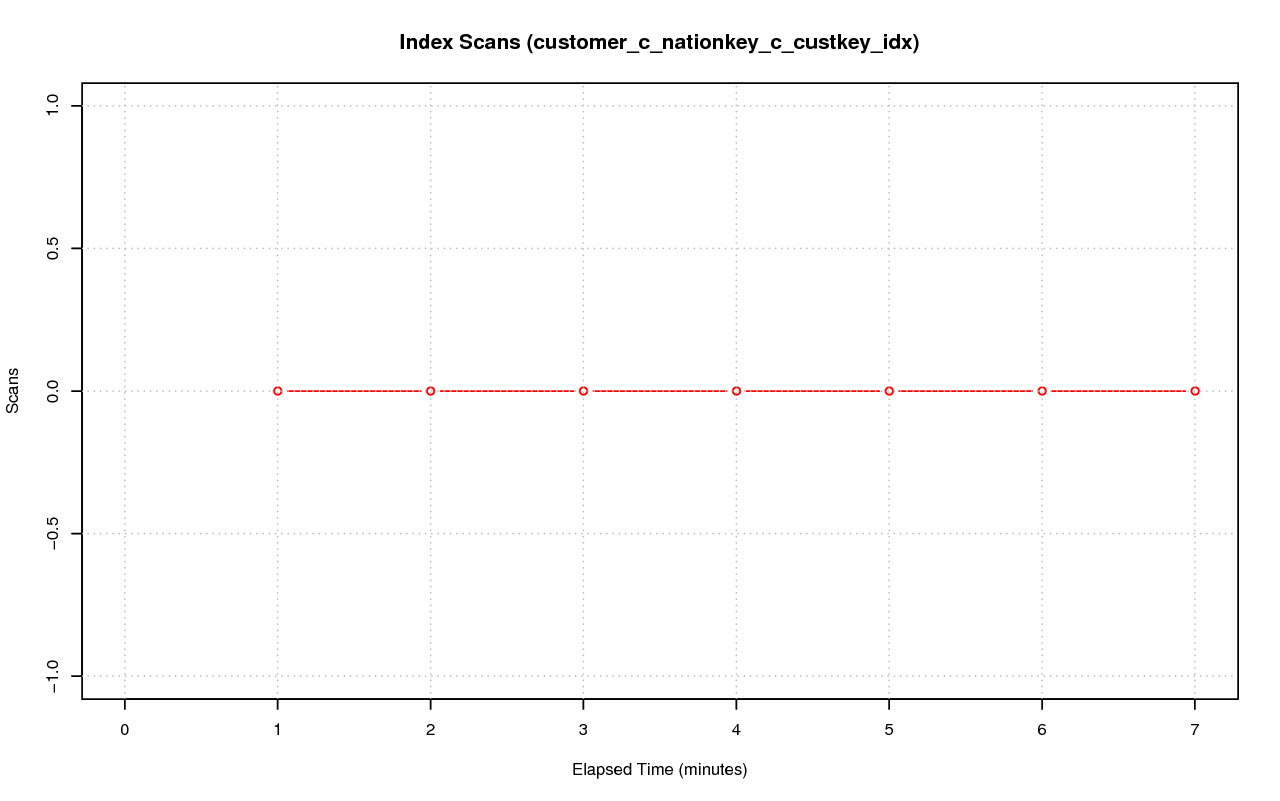 Index Scans (customer_c_nationkey_c_custkey_idx)
1.0
0.5
0.0
−0.5
−1.0
Scans
0 1 2 3 4 5 6 7
Elapsed Time (minutes)